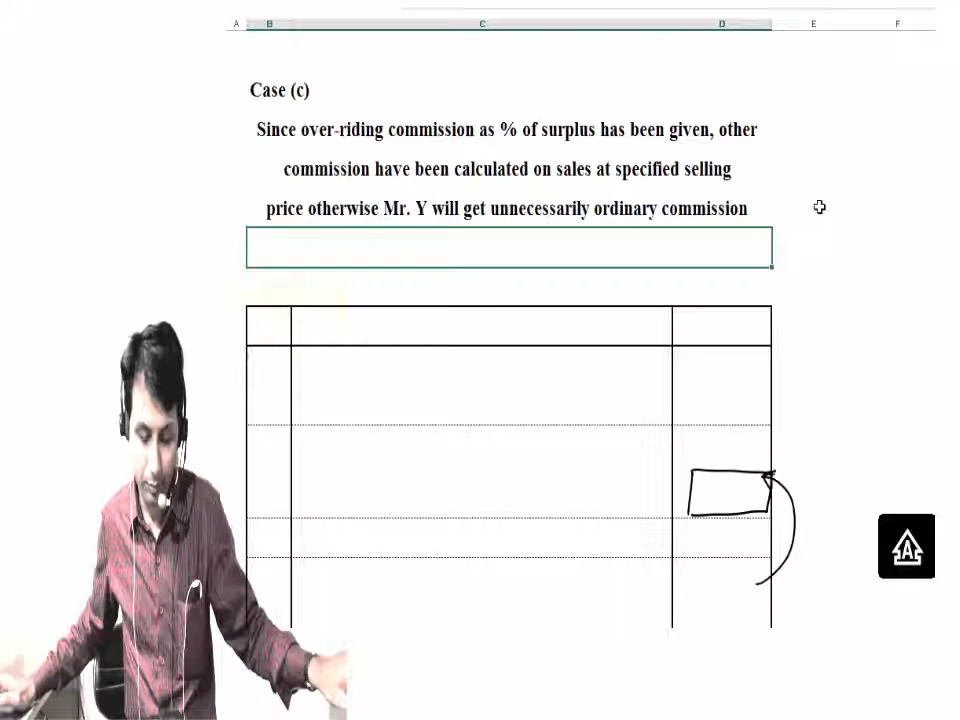 A B C D E F
Case (c)
Since over-riding commission as % of surplus has been given, other
commission have been calculated on sales at specified selling
price otherwise Mr. Y will get unnecessarily ordinary commission
A